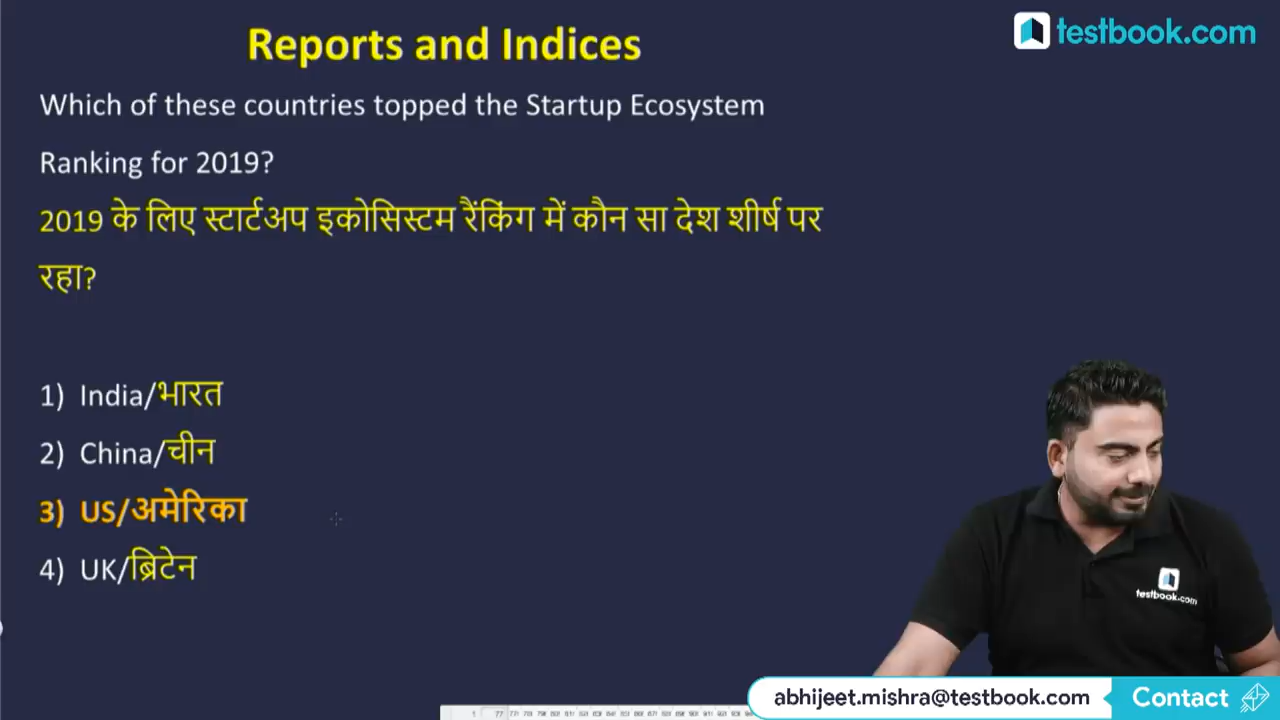 Reports and Indices
testbook.com
Which of these countries topped the Startup Ecosystem
Ranking for 2019?
2019 के लिए स्टार्टअप इकोसिस्टम रैंकिंग में कौन सा देश शीर्ष पर
रहा?
1) India/भारत
2) China/चीन
3) US/अमेरिका
4) UK/ब्रिटेन
testbook.com
abhijeet.mishra@testbook.com
Contact